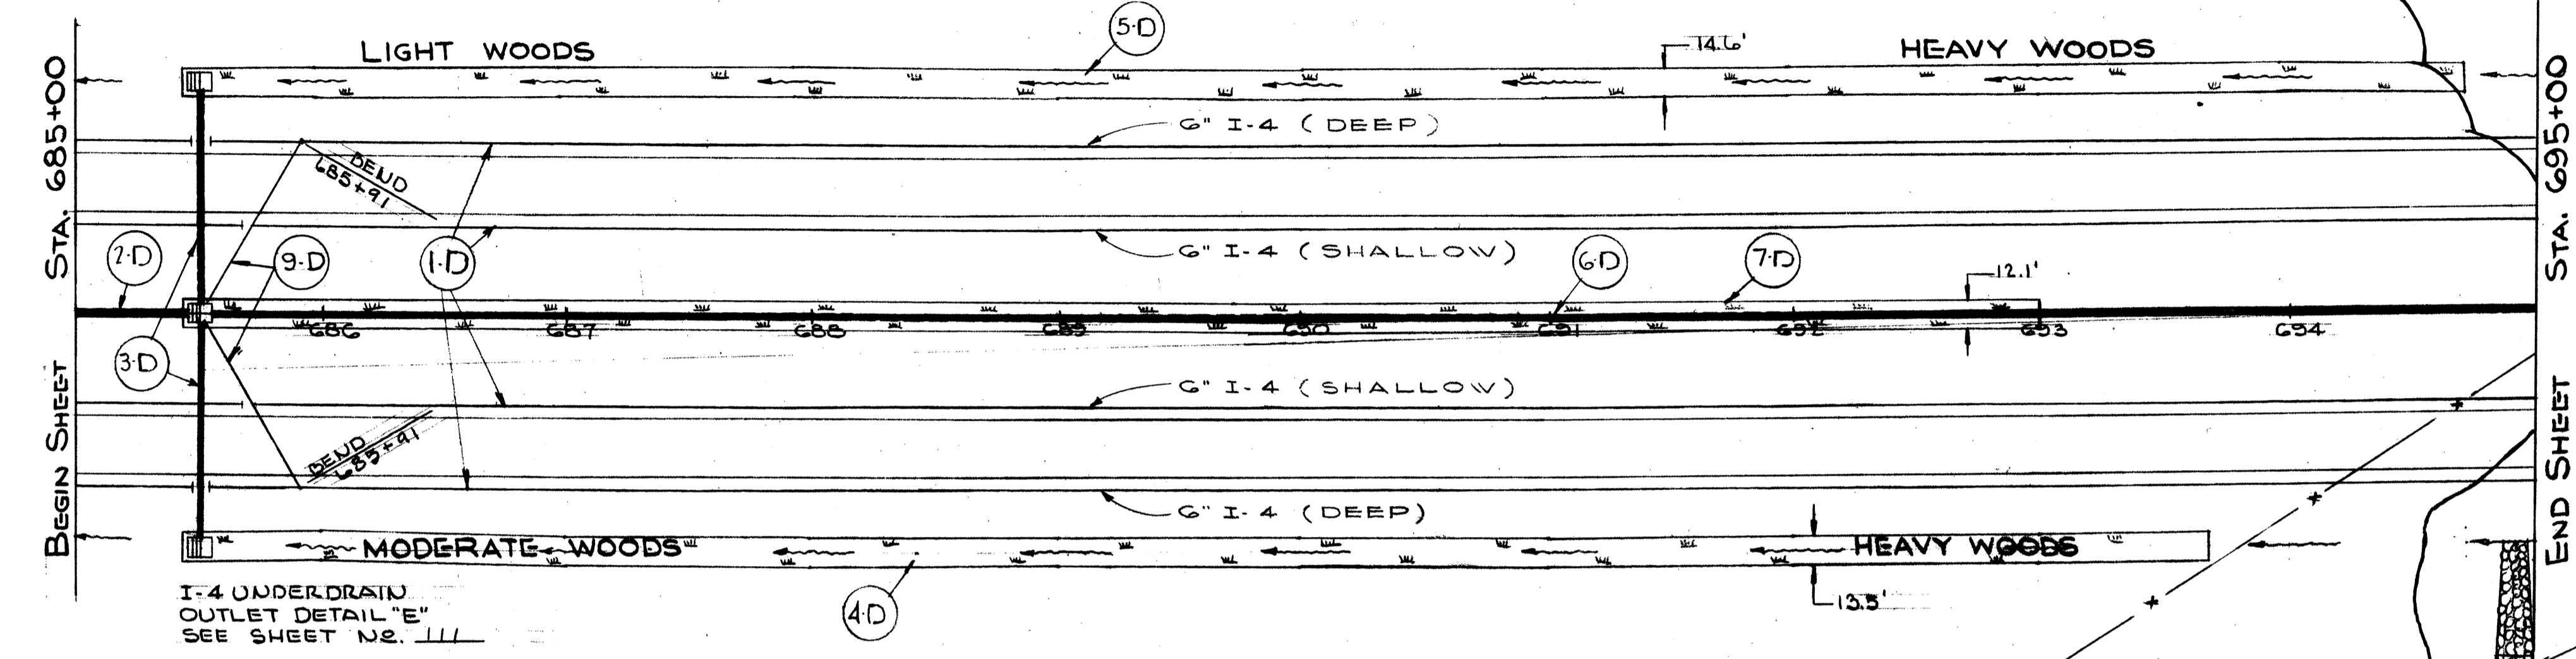 5-D
LIGHT WOODS
14.6'
HEAVY WOODS
6" I-4 (DEEP)
BEND
685+91
STA. 685+00
STA. 695+00
2-D
9-D
1-D
6" I-4 (SHALLOW)
6-D
7-D
12.1'
686 687 688 689 690 691 692 693 694
3-D
6" I-4 (SHALLOW)
BEND
685+91
BEGIN SHEET
END SHEET
6" I-4 (DEEP)
MODERATE WOODS
HEAVY WOODS
13.5'
4-D
I-4 UNDERDRAIN
OUTLET DETAIL "E"
SEE SHEET No. 111